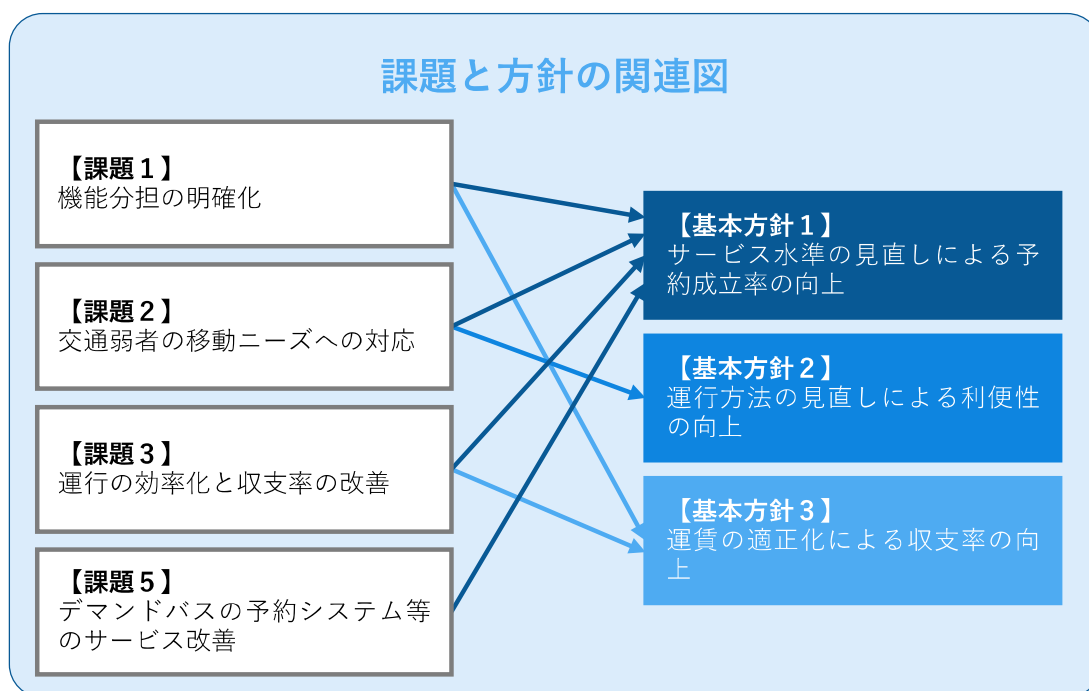 課題と方針の関連図
【課題１】
機能分担の明確化
【課題２】
交通弱者の移動ニーズへの対応
【課題３】
運行の効率化と収支率の改善
【課題５】
デマンドバスの予約システム等
のサービス改善
【基本方針１】
サービス水準の見直しによる予
約成立率の向上
【基本方針２】
運行方法の見直しによる利便性
の向上
【基本方針３】
運賃の適正化による収支率の向
上